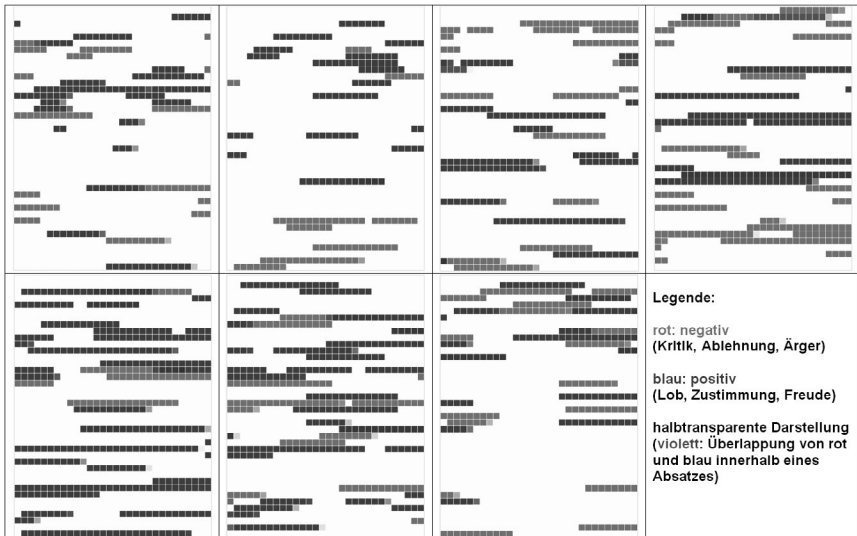 Legende:
rot: negativ
(Kritik, Ablehnung, Ärger)
blau: positiv
(Lob, Zustimmung, Freude)
halbtransparente Darstellung
(violett: Überlappung von rot
und blau innerhalb eines
Absatzes)